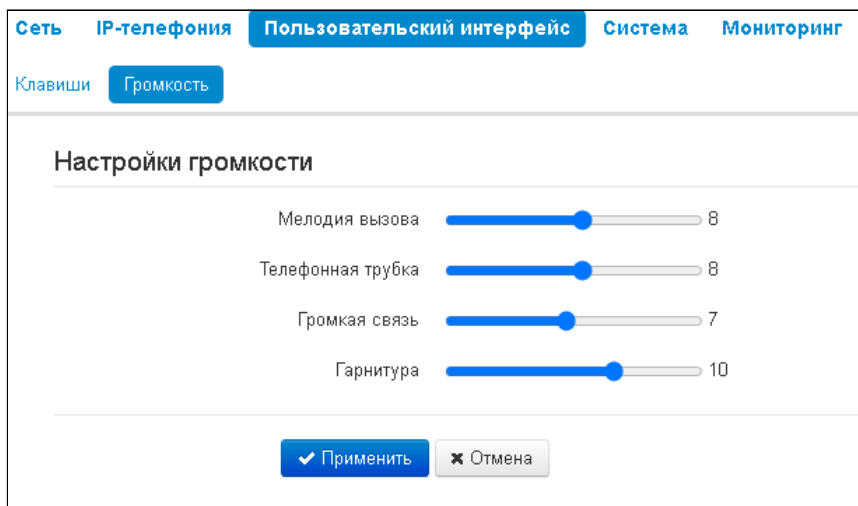 Сеть IP-телефония Пользовательский интерфейс Система Мониторинг
Клавиши Громкость
Настройки громкости
Мелодия вызова 8
Телефонная трубка 8
Громкая связь 7
Гарнитура 10
Применить Отмена